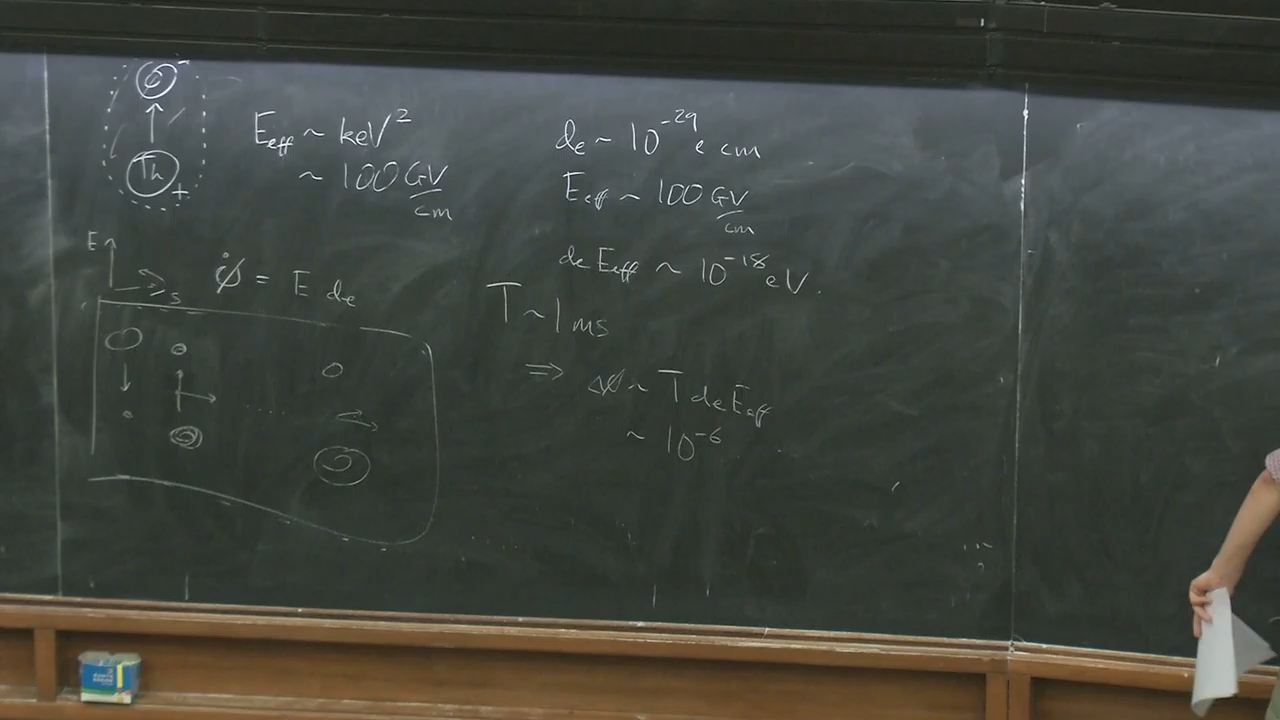 O -
Th +
E_eff ~ keV²
~ 100 GV/cm
E
s
φ̇ = E d_e
d_e ~ 10⁻²⁹ e cm
E_eff ~ 100 GV/cm
d_e E_eff ~ 10⁻¹⁸ eV.
T ~ 1 ms
⇒ Δφ ~ T d_e E_eff
~ 10⁻⁶